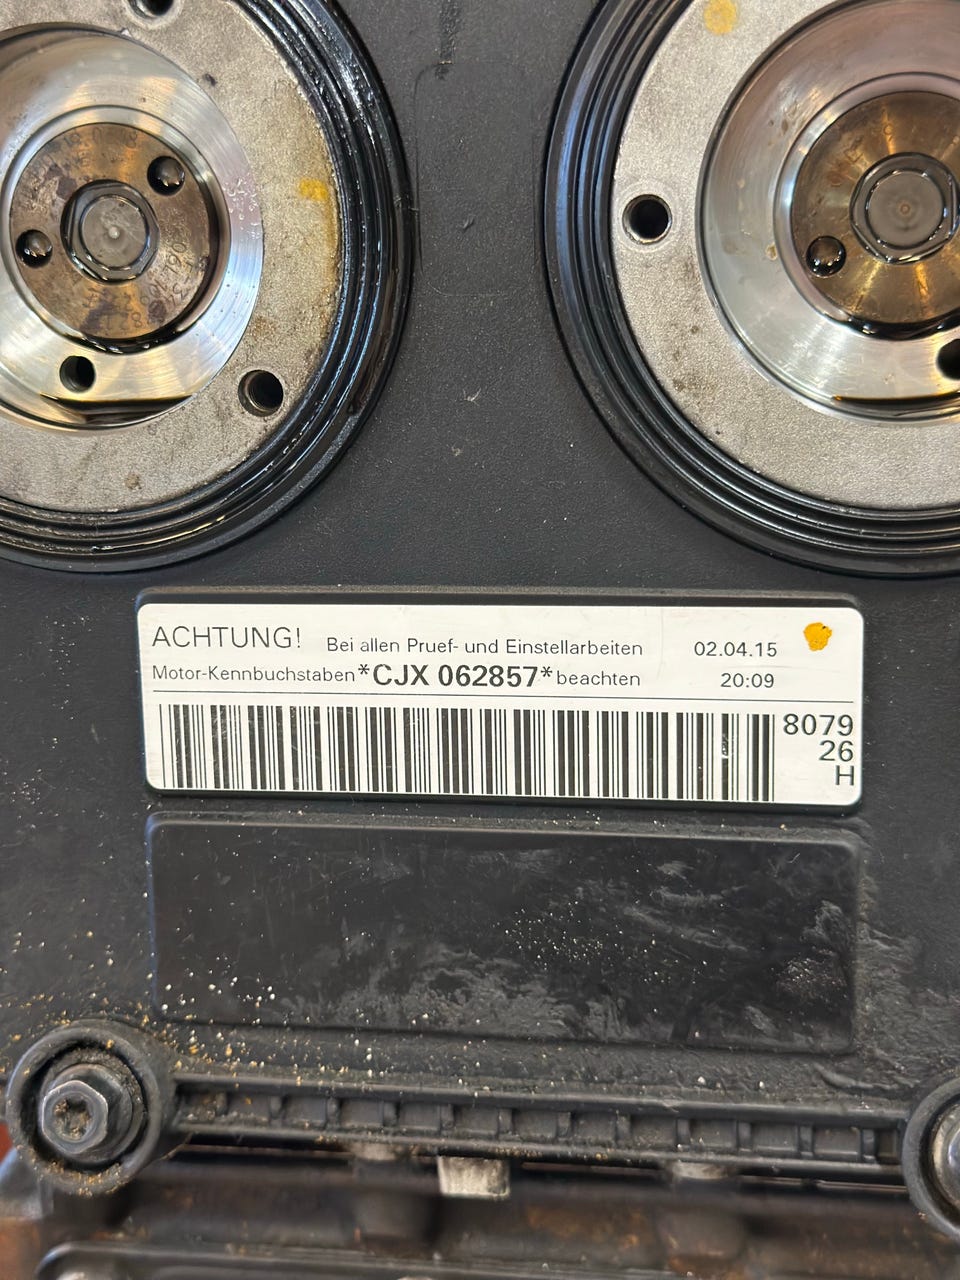 ACHTUNG! Bei allen Pruef- und Einstellarbeiten 02.04.15
Motor-Kennbuchstaben *CJX 062857* beachten 20:09
8079
26
H